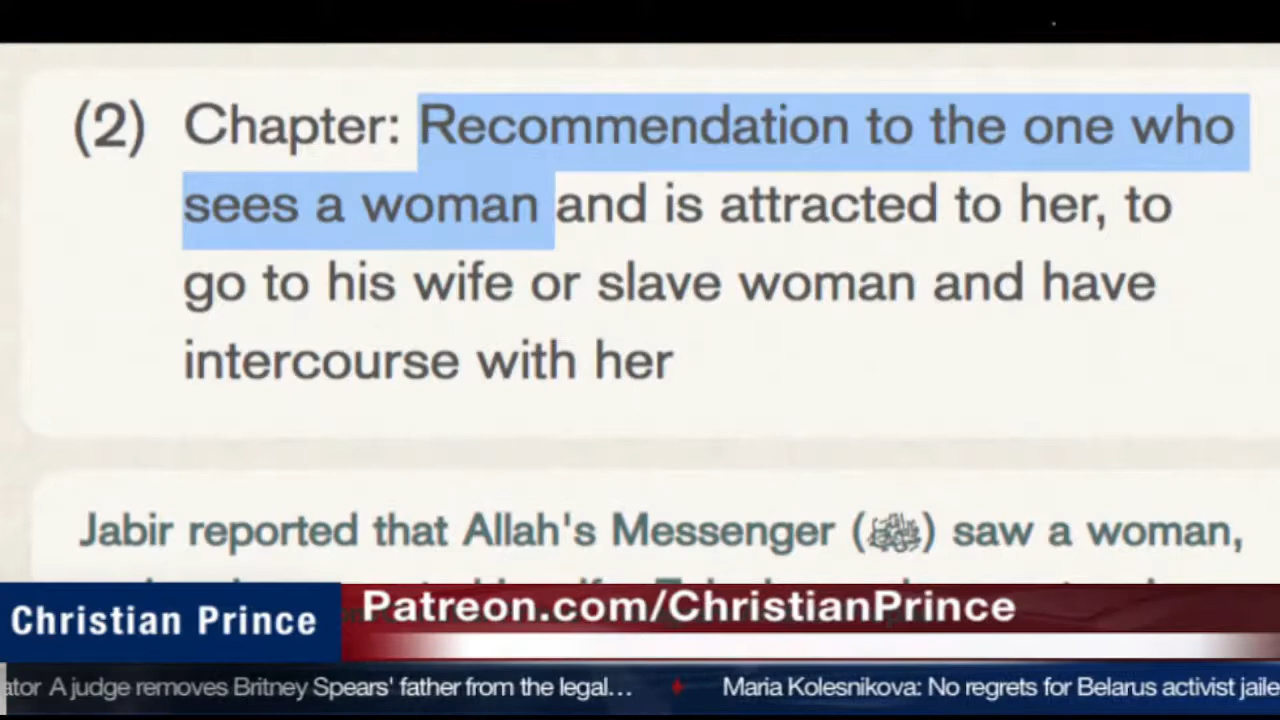 (2) Chapter: Recommendation to the one who
sees a woman and is attracted to her, to
go to his wife or slave woman and have
intercourse with her
Jabir reported that Allah's Messenger (ﷺ) saw a woman,
Christian Prince
Patreon.com/ChristianPrince
ator A judge removes Britney Spears' father from the legal... ♦ Maria Kolesnikova: No regrets for Belarus activist jaile